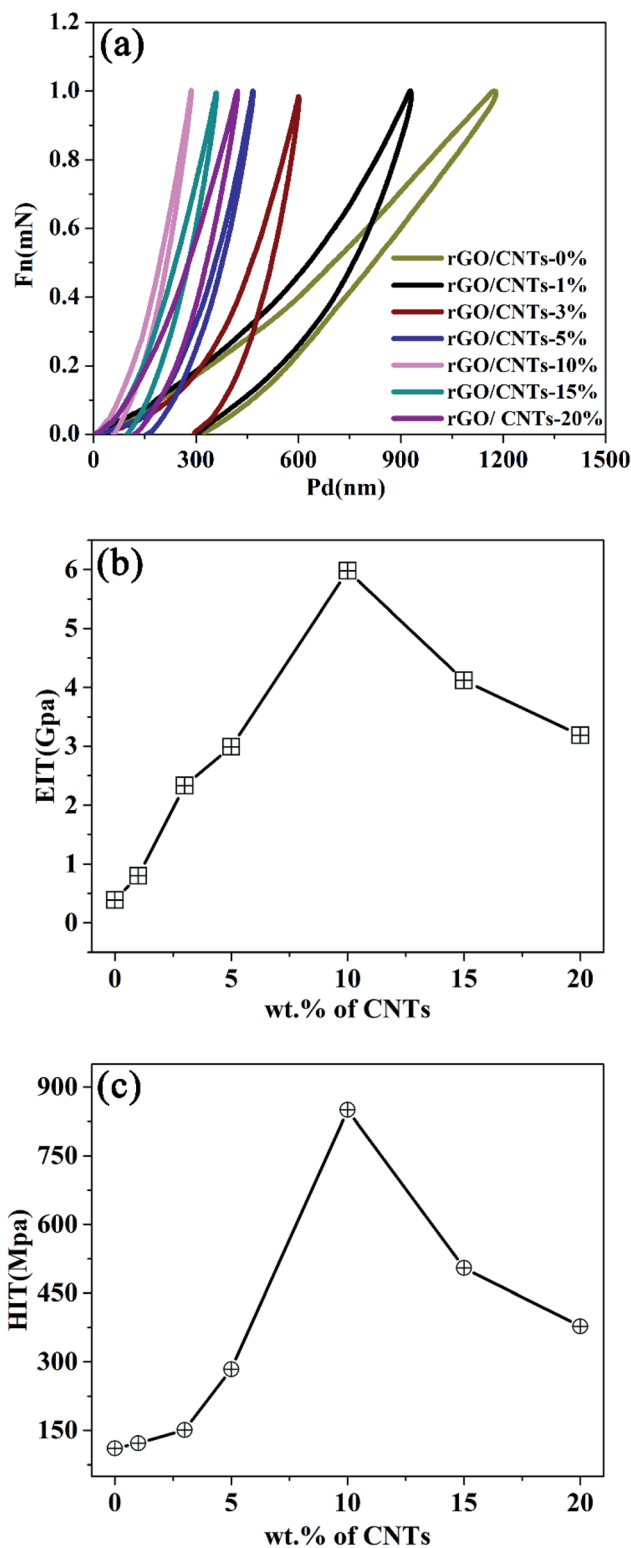 (a)
1.2
1.0
0.8
0.6
0.4
0.2
0.0
Fn(mN)
rGO/CNTs-0%
rGO/CNTs-1%
rGO/CNTs-3%
rGO/CNTs-5%
rGO/CNTs-10%
rGO/CNTs-15%
rGO/ CNTs-20%
0 300 600 900 1200 1500
Pd(nm)
(b)
6
5
4
3
2
1
0
EIT(Gpa)
0 5 10 15 20
wt.% of CNTs
(c)
900
750
600
450
300
150
HIT(Mpa)
0 5 10 15 20
wt.% of CNTs